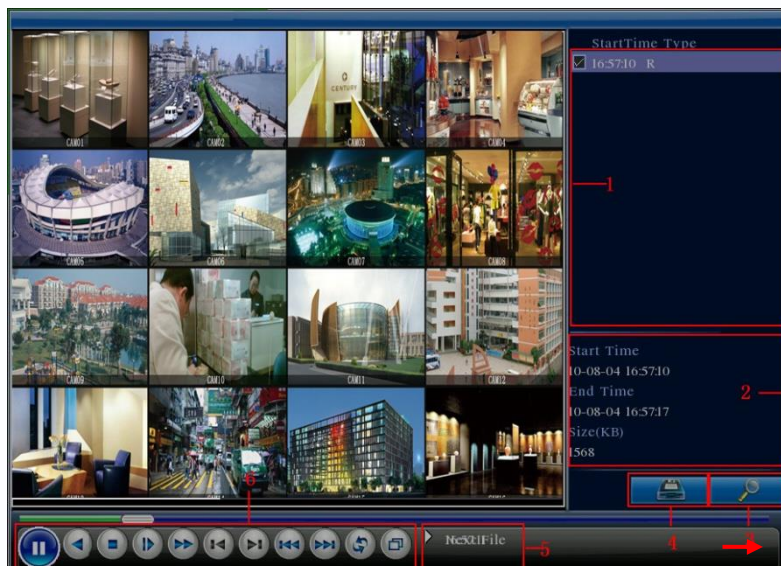 StartTime Type
16:57:10 R
CENTURY
CAM01
CAM02
CAM03
CAM04
1
CAM06
CAM07
CAM08
CAM09
CAM10
CAM11
Start Time
10-08-04 16:57:10
2
End Time
10-08-04 16:57:17
Size(KB)
1568
6
4
5